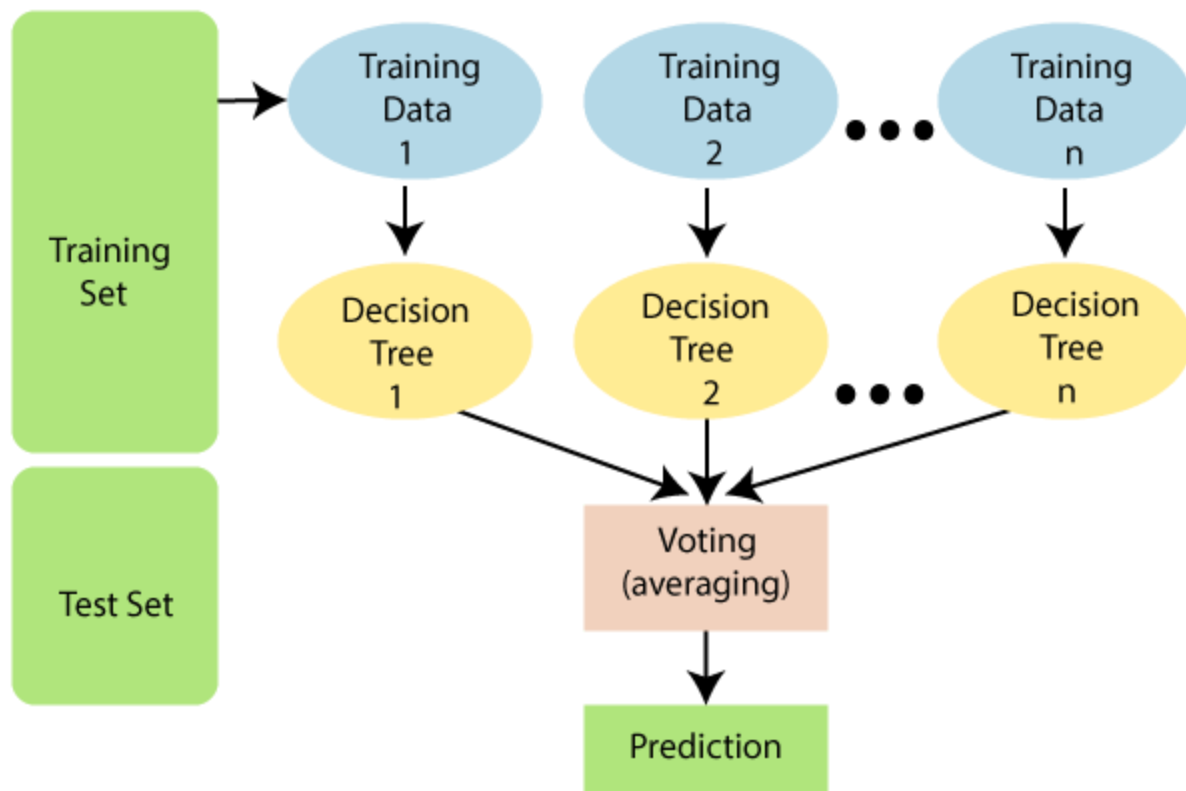 Training
Set
Training
Data
1
Training
Data
2
Training
Data
n
Decision
Tree
1
Decision
Tree
2
Decision
Tree
n
Test Set
Voting
(averaging)
Prediction